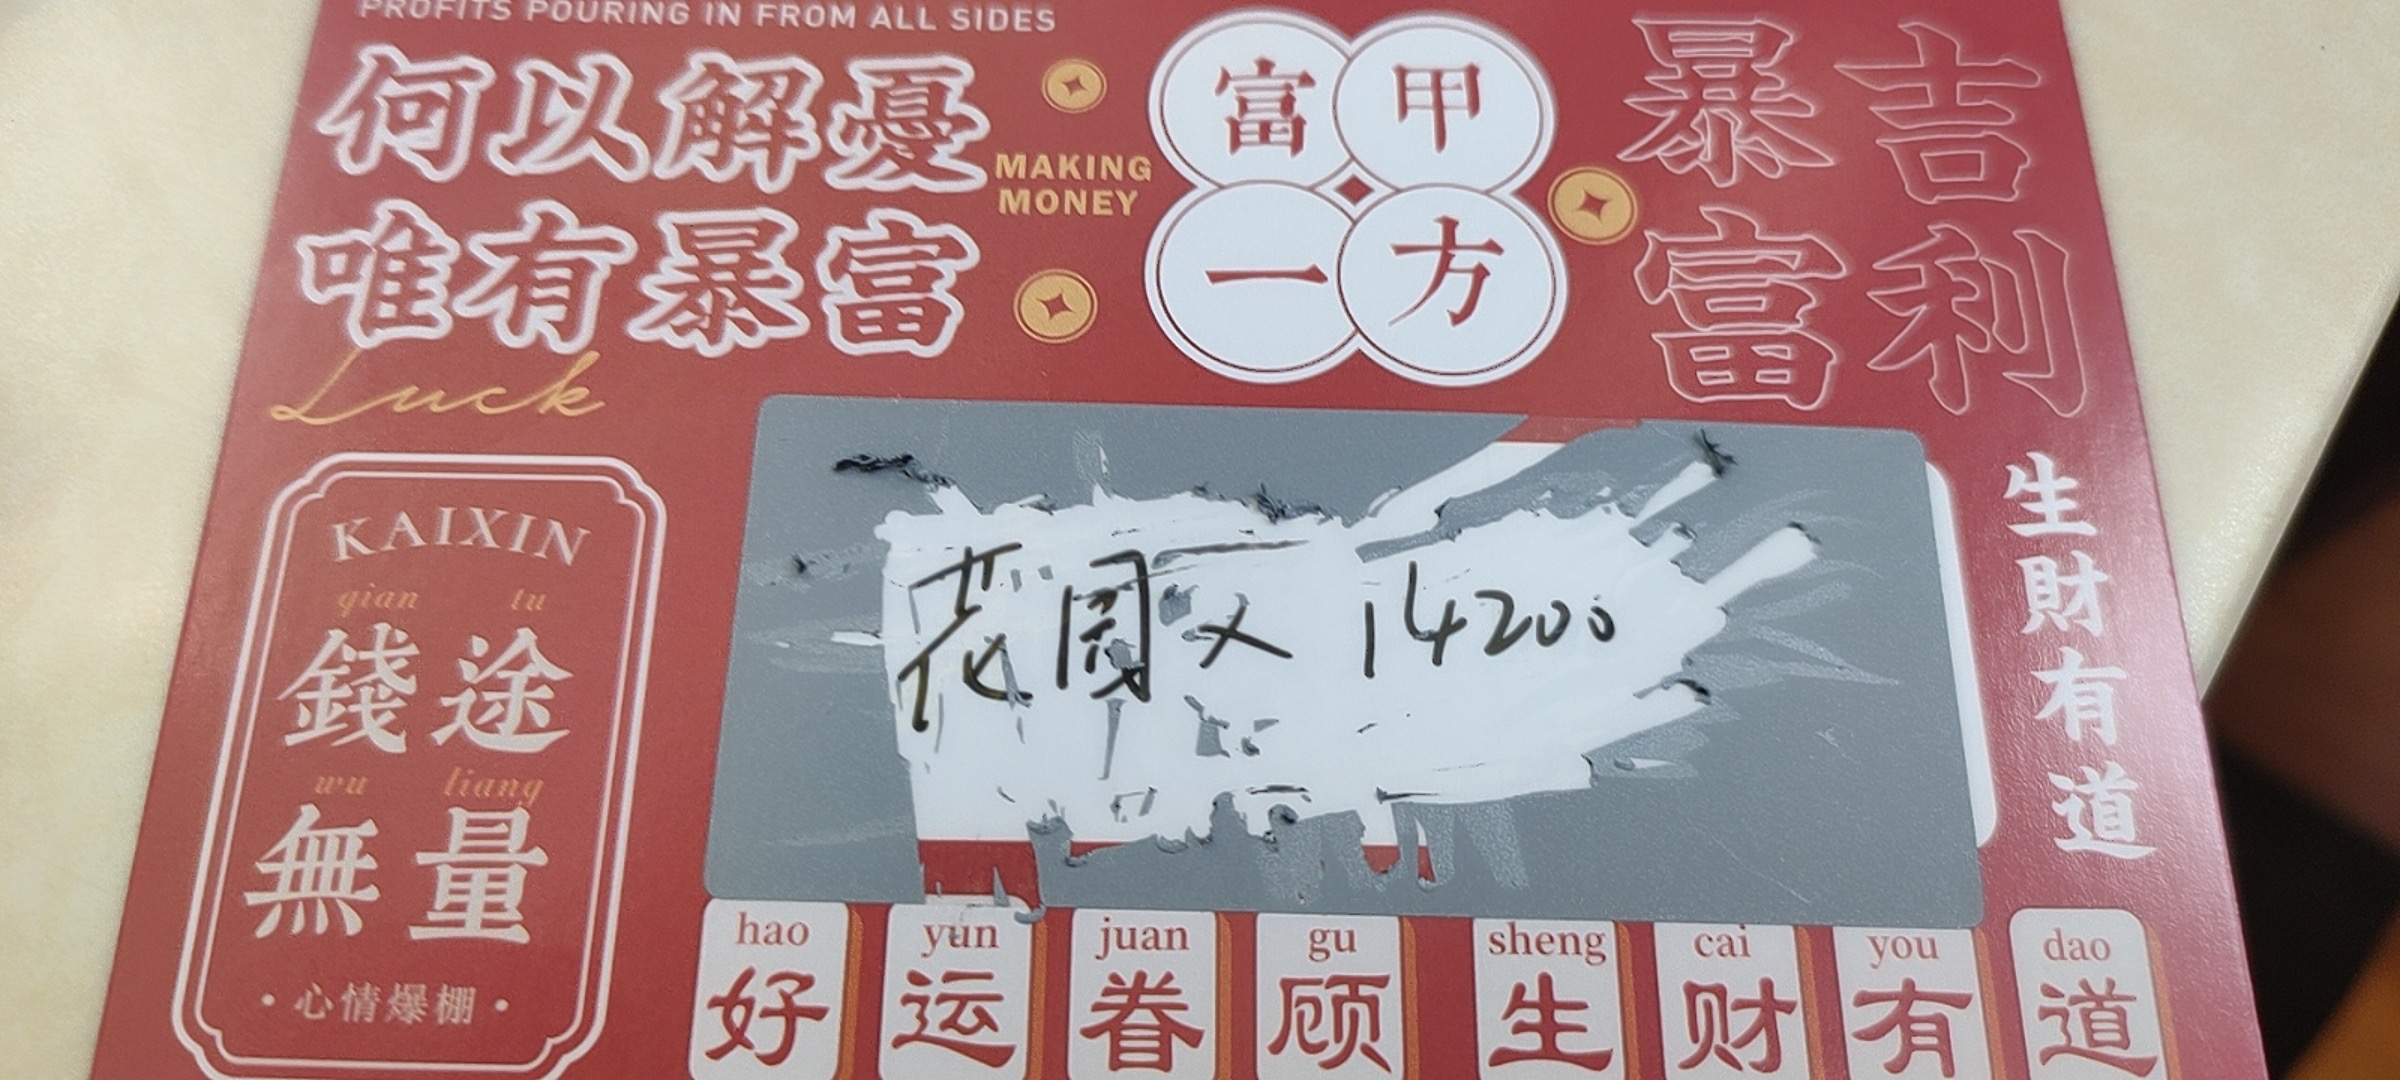 PROFITS POURING IN FROM ALL SIDES
何以解憂
唯有暴富
Luck
MAKING
MONEY
富甲
一方
暴吉
富利
KAIXIN
qian tu
錢途
wu liang
無量
·心情爆棚·
花园 14200
生財有道
hao yun juan gu sheng cai you dao
好运眷顾生财有道